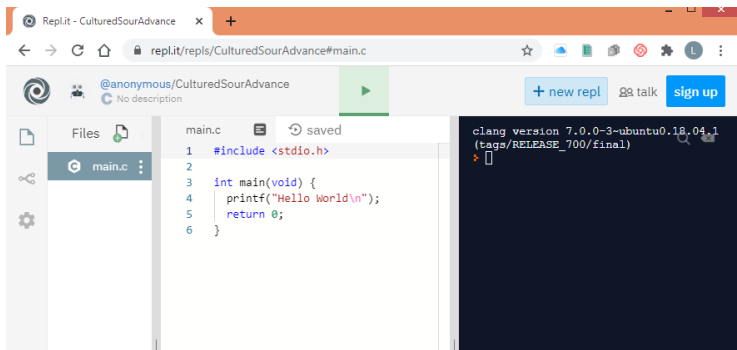 Repl.it - CulturedSourAdvance
repl.it/repls/CulturedSourAdvance#main.c
L
@anonymous/CulturedSourAdvance
C No description
+ new repl
talk
sign up
Files
main.c
saved
C main.c
1 #include <stdio.h>
2
3 int main(void) {
4 printf("Hello World\n");
5 return 0;
6 }
clang version 7.0.0-3~ubuntu0.18.04.1
(tags/RELEASE_700/final)